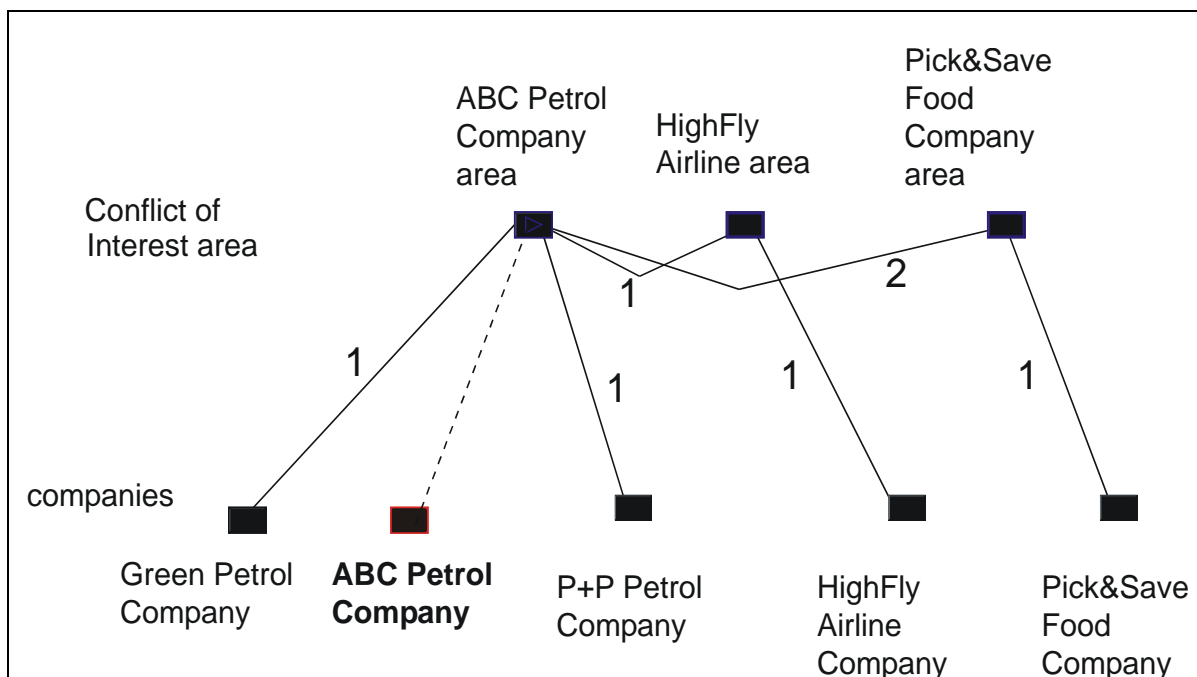 Pick&Save
Food
Company
area
ABC Petrol
Company
area
HighFly
Airline area
Conflict of
Interest area
1
2
1
1
1
1
companies
Green Petrol
Company
ABC Petrol
Company
P+P Petrol
Company
HighFly
Airline
Company
Pick&Save
Food
Company